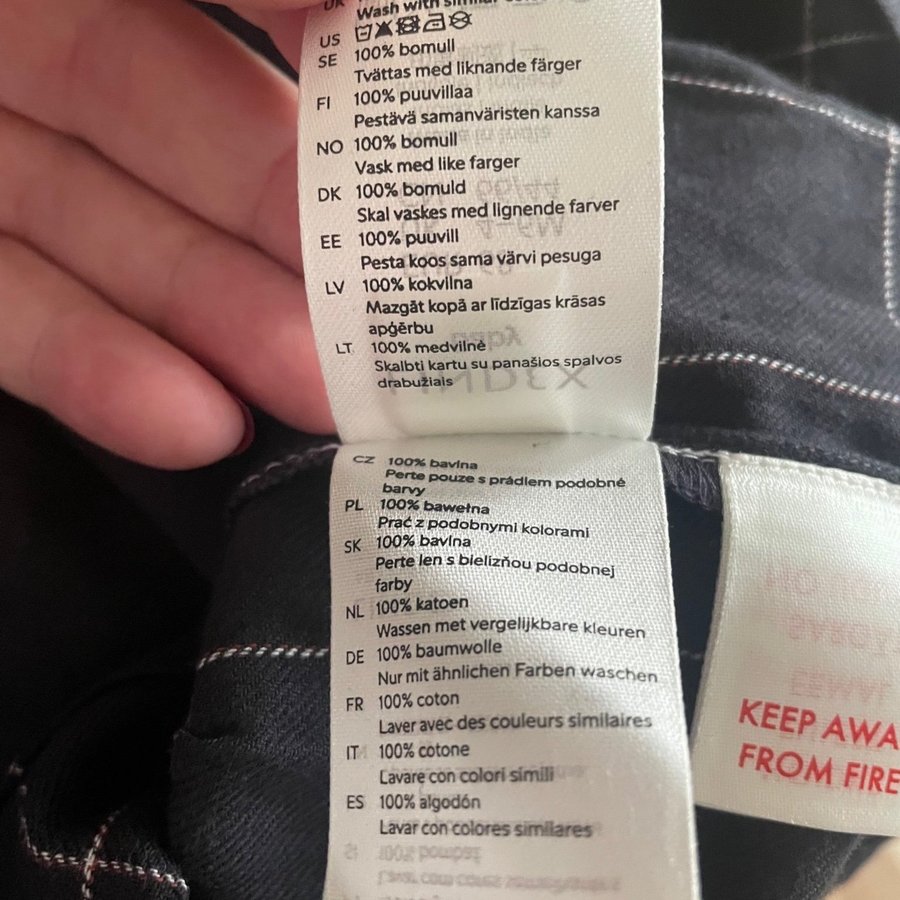 UK
Wash with similar
US
SE 100% bomull
Tvättas med liknande färger
FI 100% puuvillaa
Pestävä samanväristen kanssa
NO 100% bomull
Vask med like farger
DK 100% bomuld
Skal vaskes med lignende farver
EE 100% puuvill
Pesta koos sama värvi pesuga
LV 100% kokvilna
Mazgāt kopā ar līdzīgas krāsas
apģērbu
LT 100% medvilnė
Skalbti kartu su panašios spalvos
drabužiais
CZ 100% bavlna
Perte pouze s prádlem podobné
barvy
PL 100% bawełna
Prać z podobnymi kolorami
SK 100% bavlna
Perte len s bielizňou podobnej
farby
NL 100% katoen
Wassen met vergelijkbare kleuren
DE 100% baumwolle
Nur mit ähnlichen Farben waschen
FR 100% coton
Laver avec des couleurs similaires
IT 100% cotone
Lavare con colori simili
ES 100% algodón
Lavar con colores similares
KEEP AWA
FROM FIRE